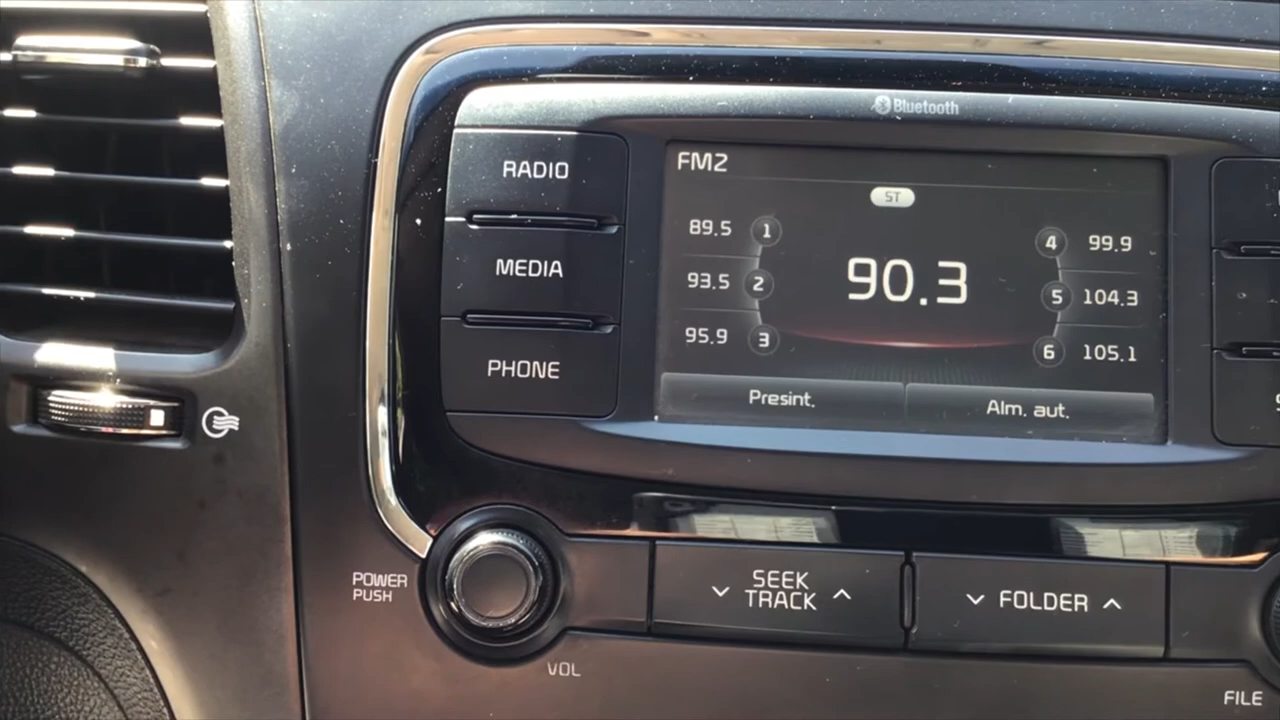 Bluetooth
RADIO
MEDIA
PHONE
FM2
ST
89.5 1
93.5 2
95.9 3
90.3
4 99.9
5 104.3
6 105.1
Presint.
Alm. aut.
POWER
PUSH
VOL
SEEK
TRACK
FOLDER
FILE